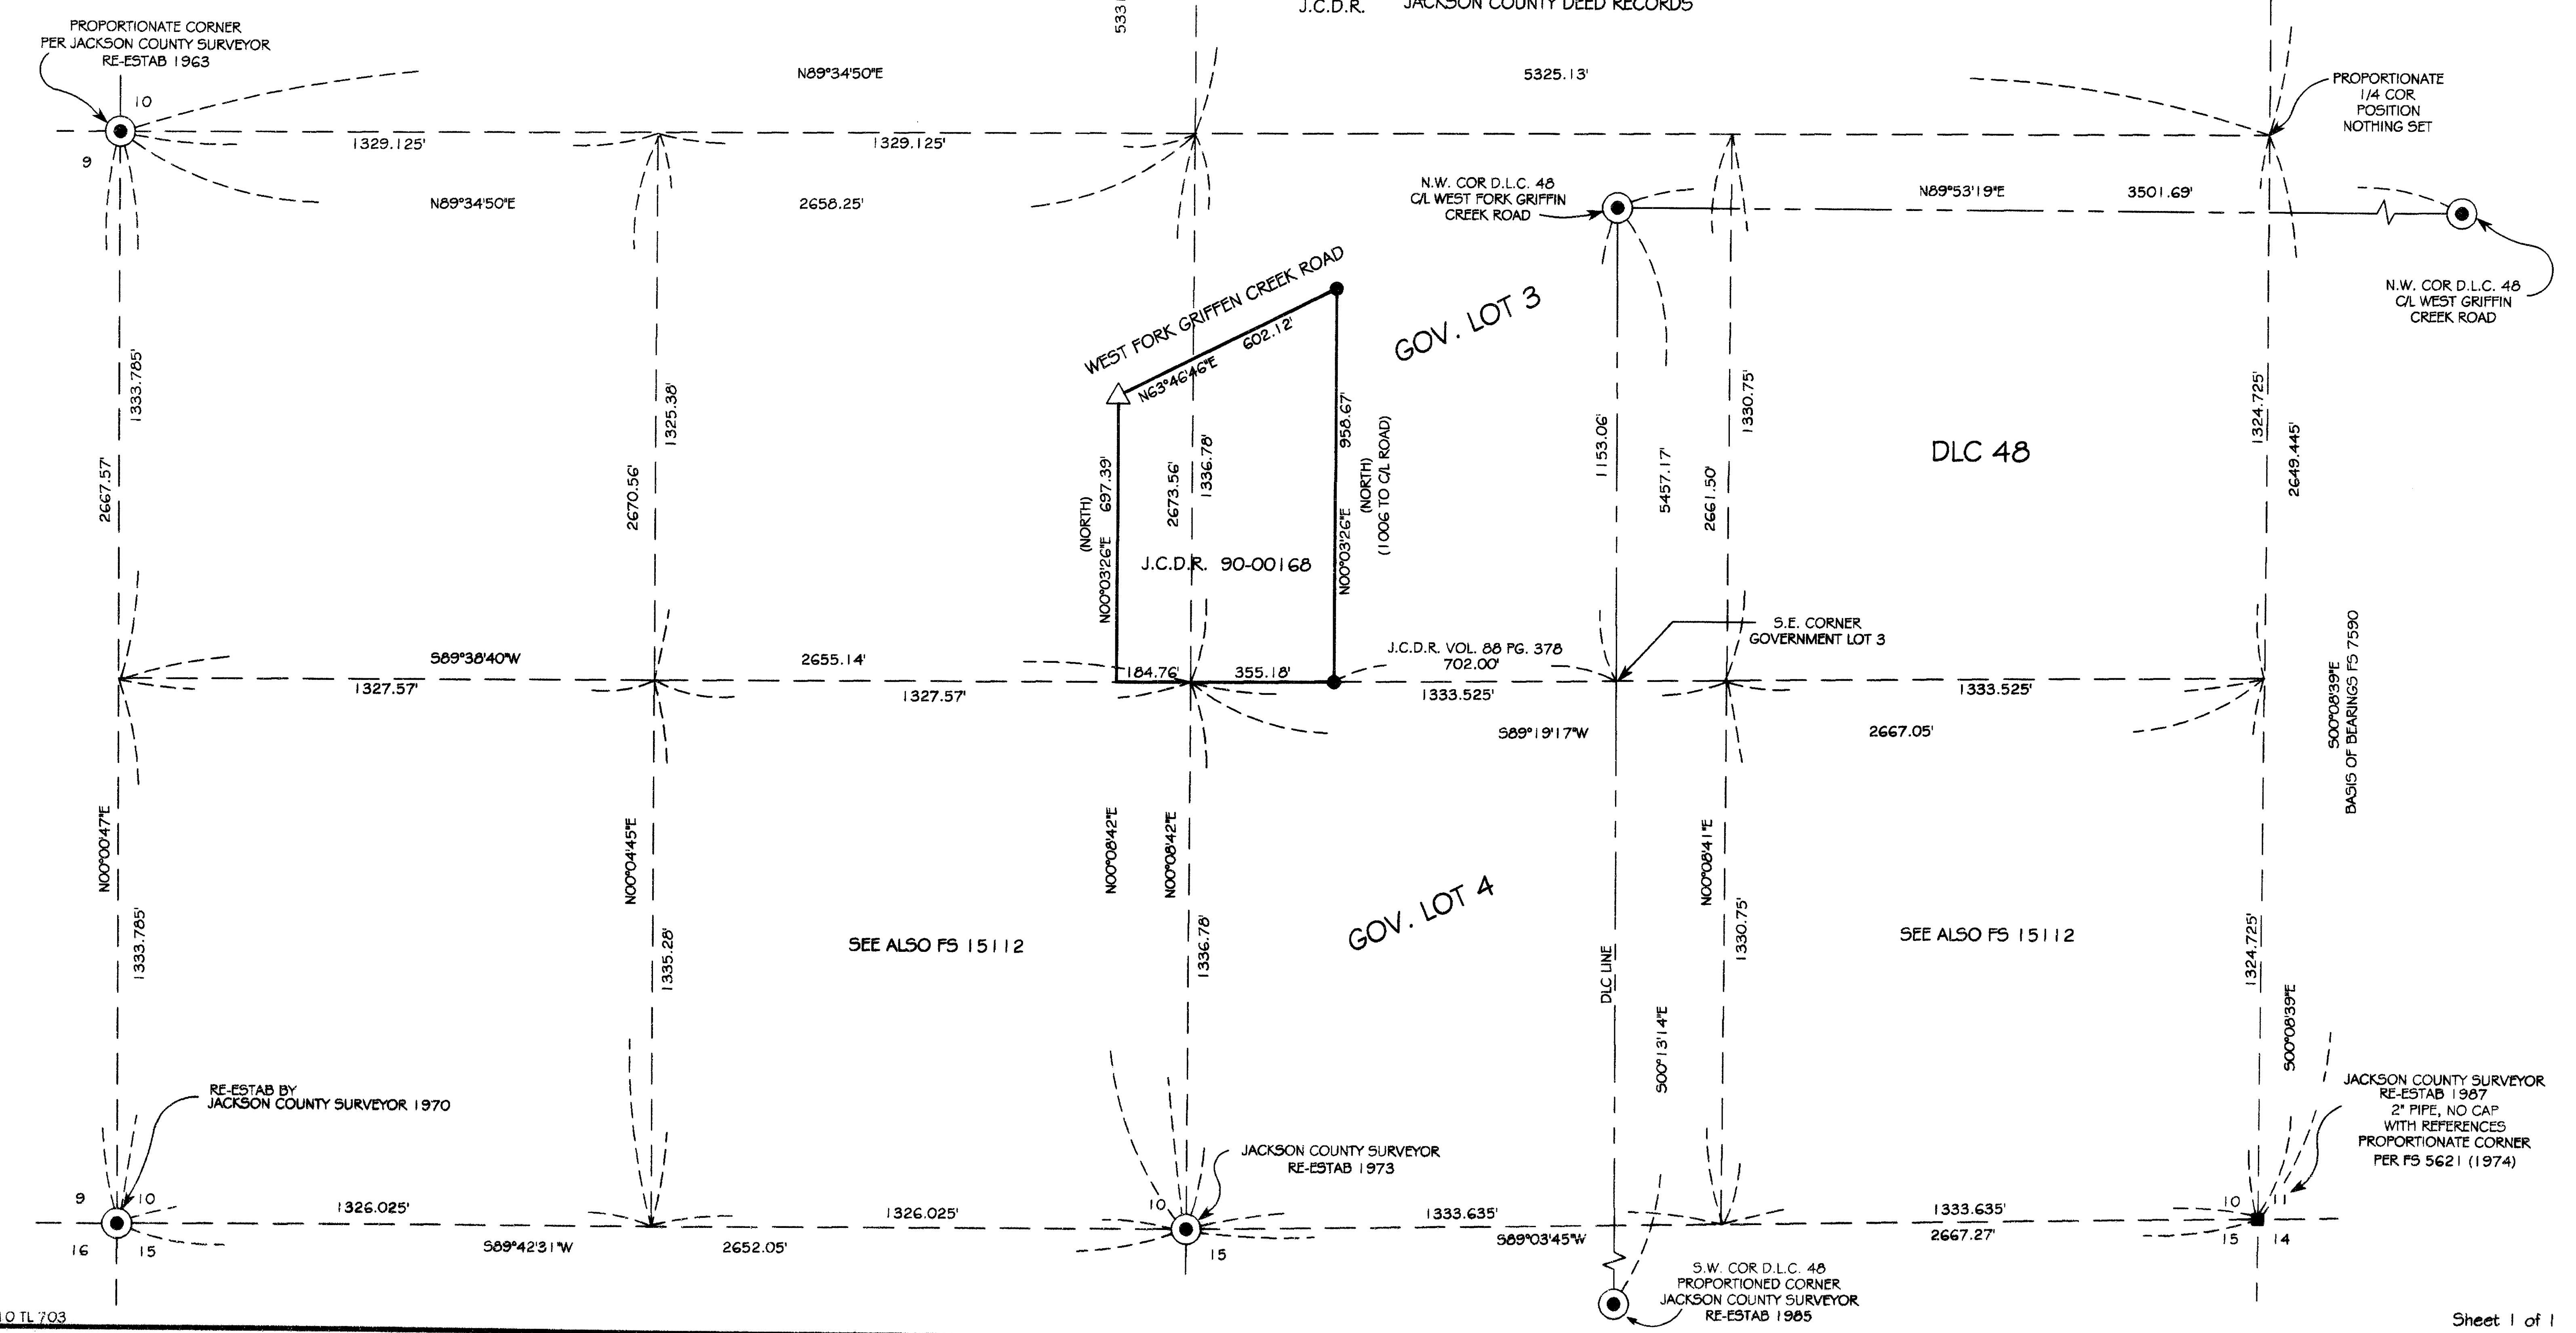 J.C.D.R. JACKSON COUNTY DEED RECORDS
PROPORTIONATE CORNER
PER JACKSON COUNTY SURVEYOR
RE-ESTAB 1963
10
9
N89°34'50"E
5325.13'
PROPORTIONATE
1/4 COR
POSITION
NOTHING SET
1329.125'
1329.125'
N89°34'50"E
2658.25'
N.W. COR D.L.C. 48
C/L WEST FORK GRIFFIN
CREEK ROAD
N89°53'19"E
3501.69'
N.W. COR D.L.C. 48
C/L WEST GRIFFIN
CREEK ROAD
WEST FORK GRIFFEN CREEK ROAD
N63°46'46"E
602.12'
GOV. LOT 3
1333.785'
2667.57'
1325.38'
2670.56'
(NORTH)
N00°03'26"E 697.39'
2673.56'
1336.78'
958.67'
N00°03'26"E
(NORTH)
(1006 TO C/L ROAD)
J.C.D.R. 90-00168
1153.06'
5457.17'
2661.50'
1330.75'
DLC 48
1324.725'
2649.445'
S89°38'40"W
2655.14'
1327.57'
1327.57'
184.76'
355.18'
J.C.D.R. VOL. 88 PG. 378
702.00'
S.E. CORNER
GOVERNMENT LOT 3
1333.525'
1333.525'
S89°19'17"W
2667.05'
S00°08'39"E
BASIS OF BEARINGS FS 7590
N00°00'47"E
1333.785'
N00°04'45"E
1335.28'
SEE ALSO FS 15112
N00°08'42"E
N00°08'42"E
1336.78'
GOV. LOT 4
DLC LINE
S00°13'14"E
N00°08'41"E
1330.75'
SEE ALSO FS 15112
1324.725'
S00°08'39"E
RE-ESTAB BY
JACKSON COUNTY SURVEYOR 1970
JACKSON COUNTY SURVEYOR
RE-ESTAB 1973
JACKSON COUNTY SURVEYOR
RE-ESTAB 1987
2" PIPE, NO CAP
WITH REFERENCES
PROPORTIONATE CORNER
PER FS 5621 (1974)
9
10
16
15
1326.025'
1326.025'
S89°42'31"W
2652.05'
10
15
1333.635'
1333.635'
S89°03'45"W
2667.27'
10
11
15
14
S.W. COR D.L.C. 48
PROPORTIONED CORNER
JACKSON COUNTY SURVEYOR
RE-ESTAB 1985
10 TL 703
Sheet 1 of 1